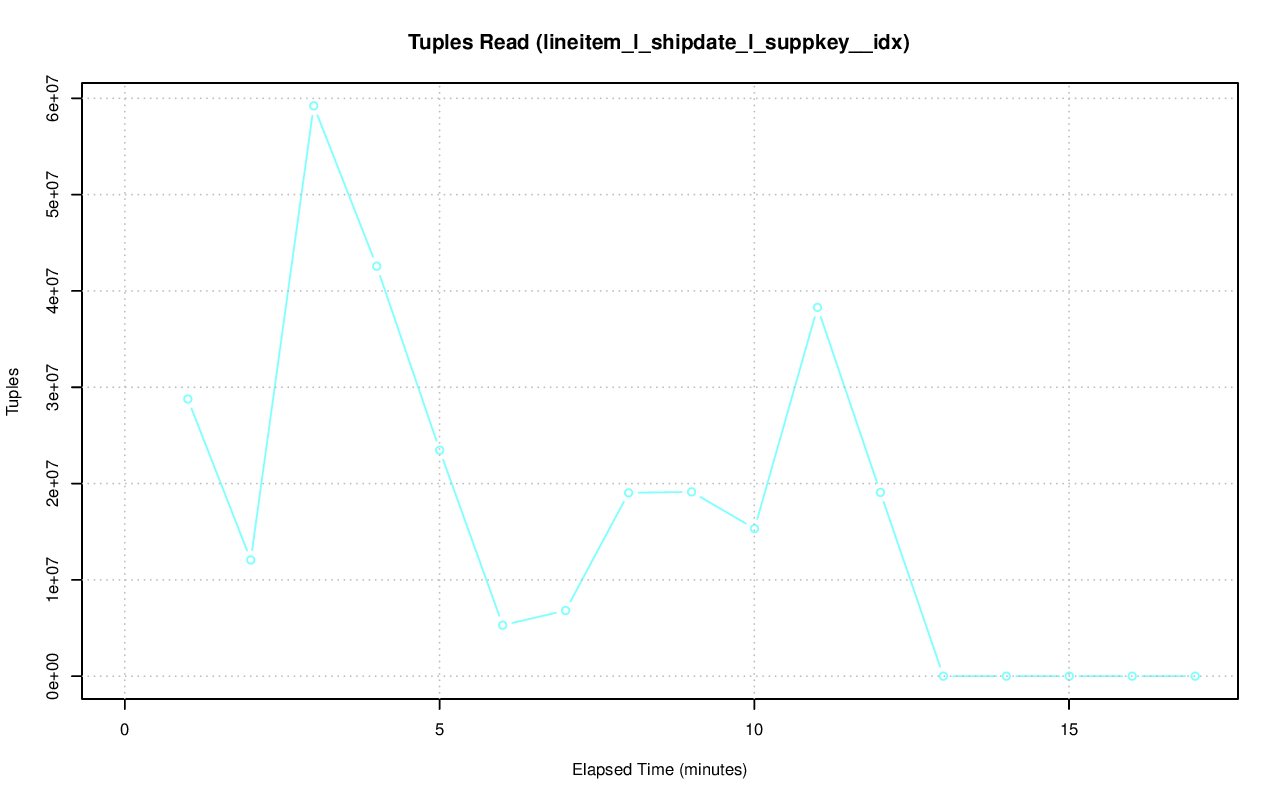 Tuples Read (lineitem_l_shipdate_l_suppkey__idx)
Tuples
6e+07
5e+07
4e+07
3e+07
2e+07
1e+07
0e+00
0 5 10 15
Elapsed Time (minutes)